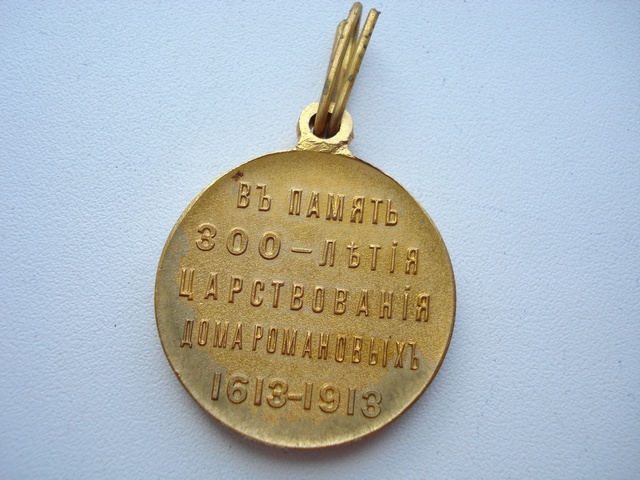 ВЪ ПАМЯТЬ
300-ЛѢТІЯ
ЦАРСТВОВАНІЯ
ДОМА РОМАНОВЫХЪ
1613-1913